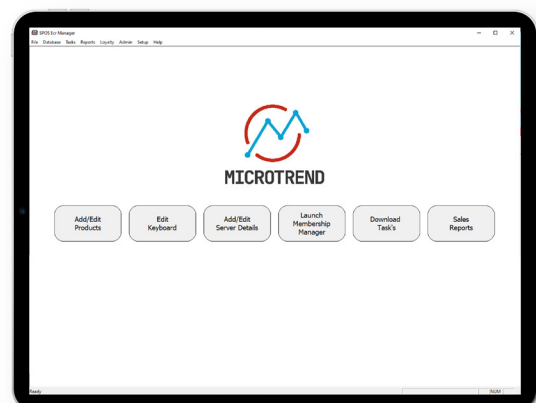 SPOS Ecr Manager
File Database Tasks Reports Loyalty Admin Setup Help
MICROTREND
Add/Edit
Products
Edit
Keyboard
Add/Edit
Server Details
Launch
Membership
Manager
Download
Task's
Sales
Reports
Ready
NUM